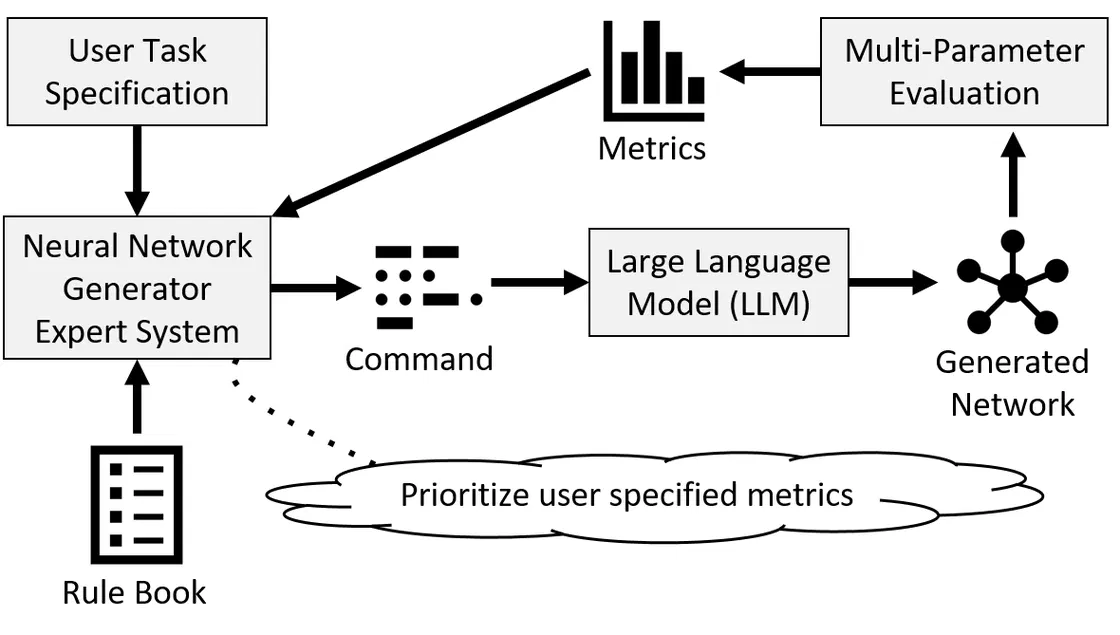 User Task
Specification
Metrics
Multi-Parameter
Evaluation
Neural Network
Generator
Expert System
Command
Large Language
Model (LLM)
Generated
Network
Prioritize user specified metrics
Rule Book